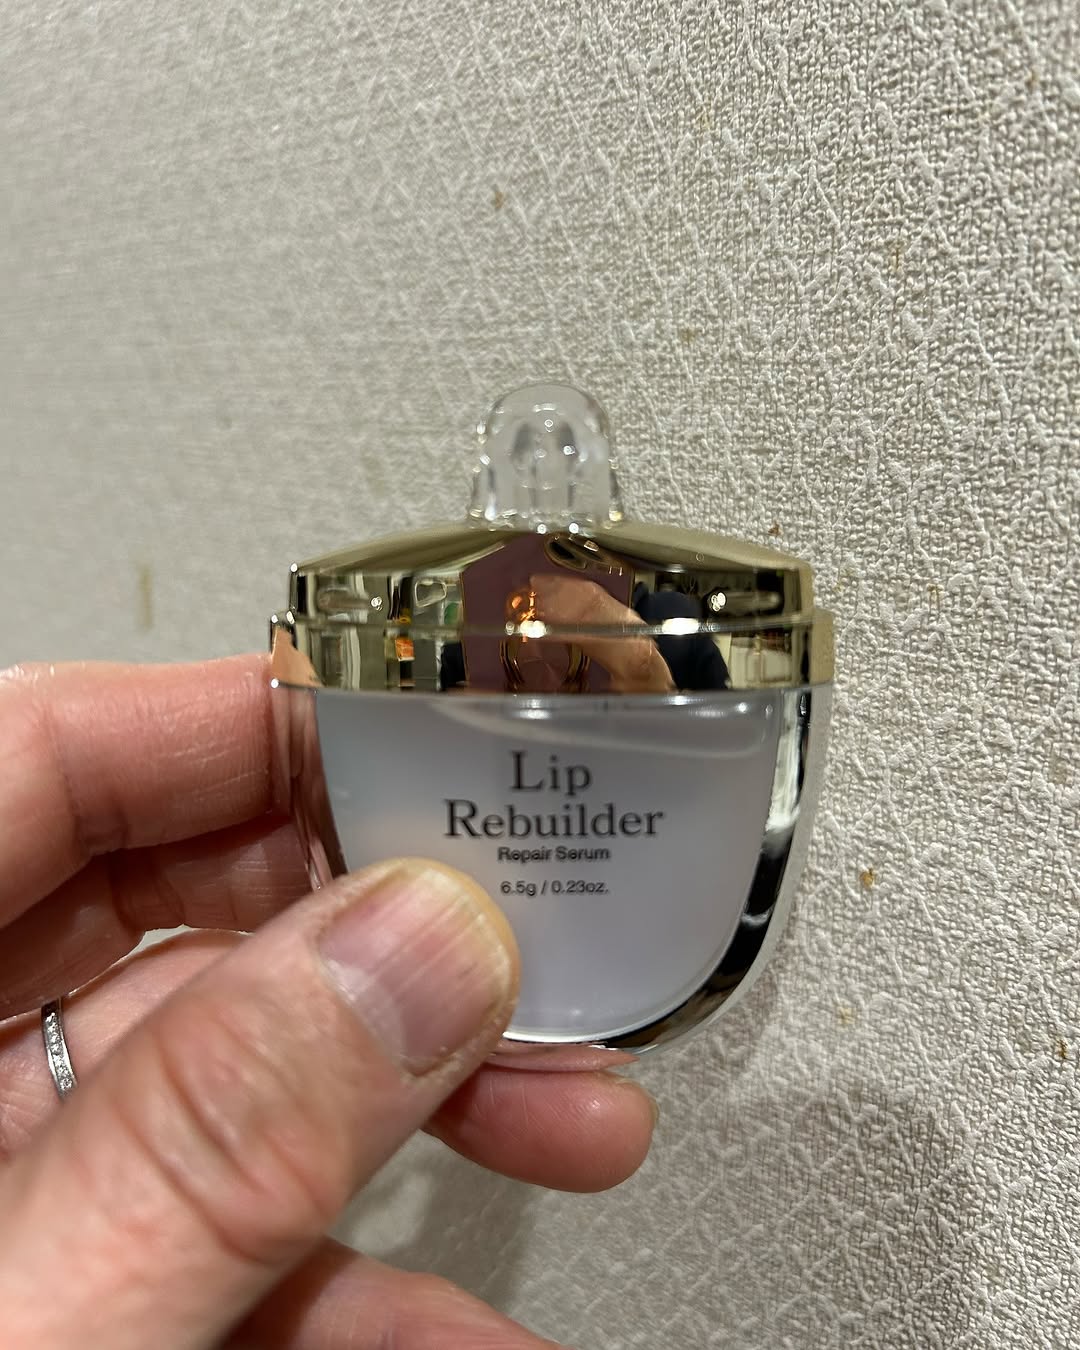 Lip
Rebuilder
Repair Serum
6.5g / 0.23oz.